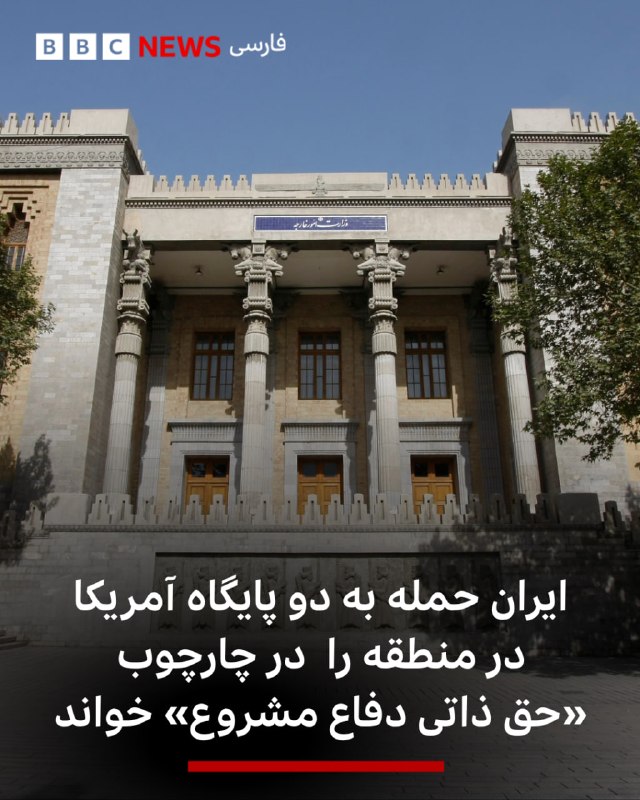 BBC NEWS فارسی
وزارت امور خارجه
ایران حمله به دو پایگاه آمریکا
در منطقه را در چارچوب
«حق ذاتی دفاع مشروع» خواند